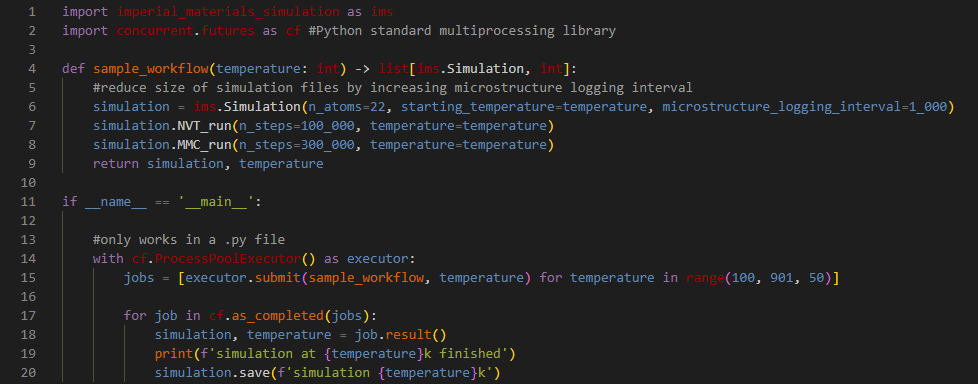 1 import imperial_materials_simulation as ims
2 import concurrent.futures as cf #Python standard multiprocessing library
3
4 def sample_workflow(temperature: int) -> list[ims.Simulation, int]:
5     #reduce size of simulation files by increasing microstructure logging interval
6     simulation = ims.Simulation(n_atoms=22, starting_temperature=temperature, microstructure_logging_interval=1_000)
7     simulation.NVT_run(n_steps=100_000, temperature=temperature)
8     simulation.MMC_run(n_steps=300_000, temperature=temperature)
9     return simulation, temperature
10
11 if __name__ == '__main__':
12
13     #only works in a .py file
14     with cf.ProcessPoolExecutor() as executor:
15         jobs = [executor.submit(sample_workflow, temperature) for temperature in range(100, 901, 50)]
16
17         for job in cf.as_completed(jobs):
18             simulation, temperature = job.result()
19             print(f'simulation at {temperature}k finished')
20             simulation.save(f'simulation {temperature}k')